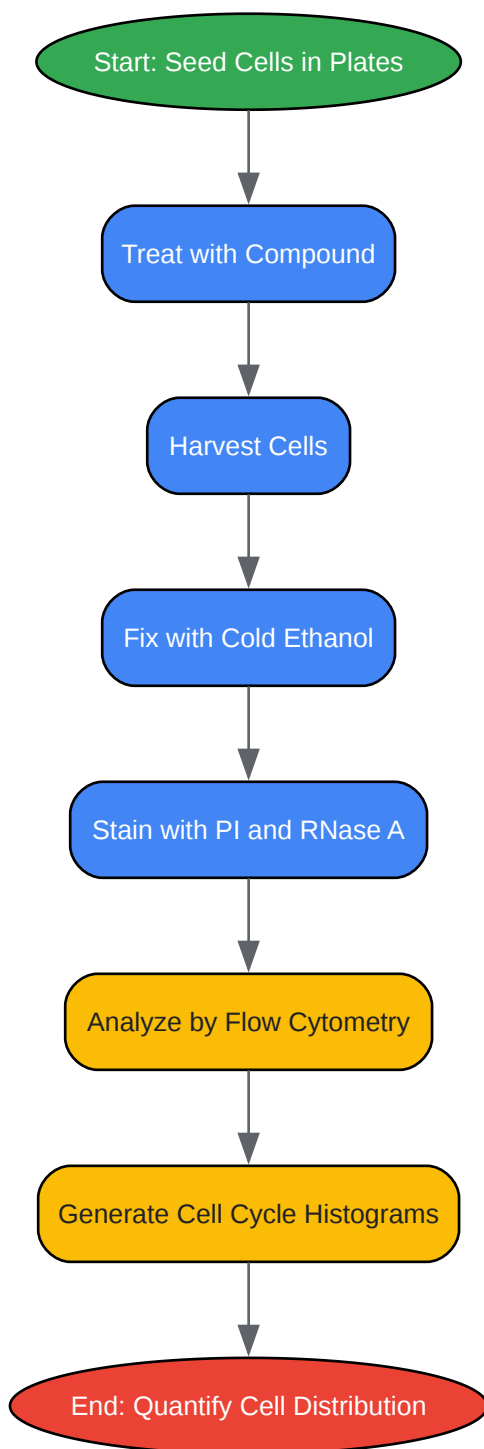 Start: Seed Cells in Plates
Treat with Compound
Harvest Cells
Fix with Cold Ethanol
Stain with PI and RNase A
Analyze by Flow Cytometry
Generate Cell Cycle Histograms
End: Quantify Cell Distribution